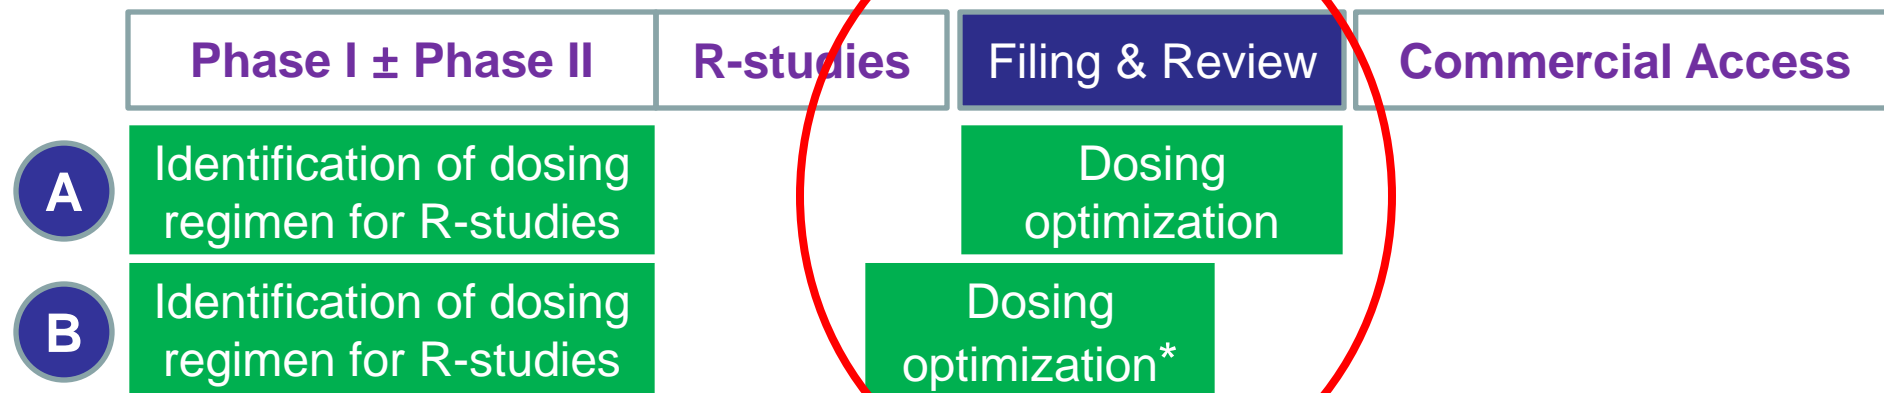 Phase I ± Phase II
R-studies
Filing & Review
Commercial Access
A
Identification of dosing
regimen for R-studies
Dosing
optimization
B
Identification of dosing
regimen for R-studies
Dosing
optimization*